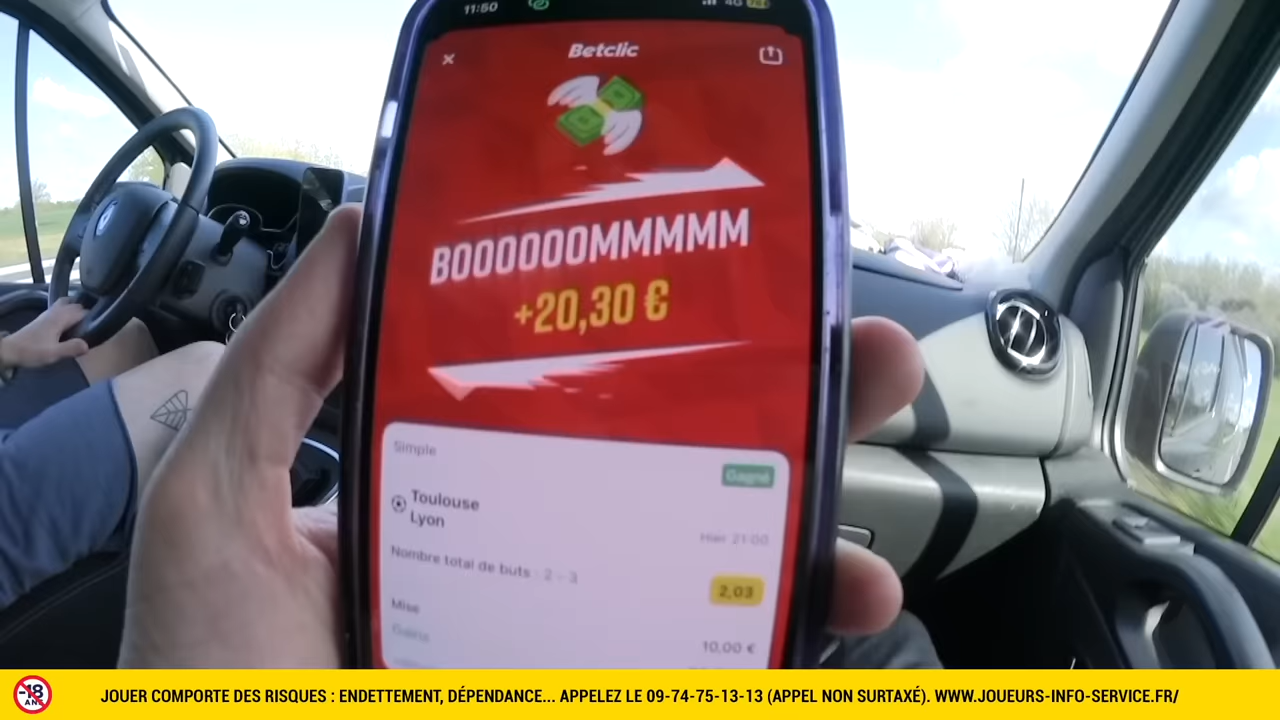 11:50
4G
Betclic
BOOOOOOMMMMM
+20,30 €
Simple
Gagné
Toulouse
Lyon
Hier 21:00
Nombre total de buts : 2 - 3
2,03
Mise
10,00 €
Gains
-18
ANS
JOUER COMPORTE DES RISQUES : ENDETTEMENT, DÉPENDANCE... APPELEZ LE 09-74-75-13-13 (APPEL NON SURTAXÉ). WWW.JOUEURS-INFO-SERVICE.FR/